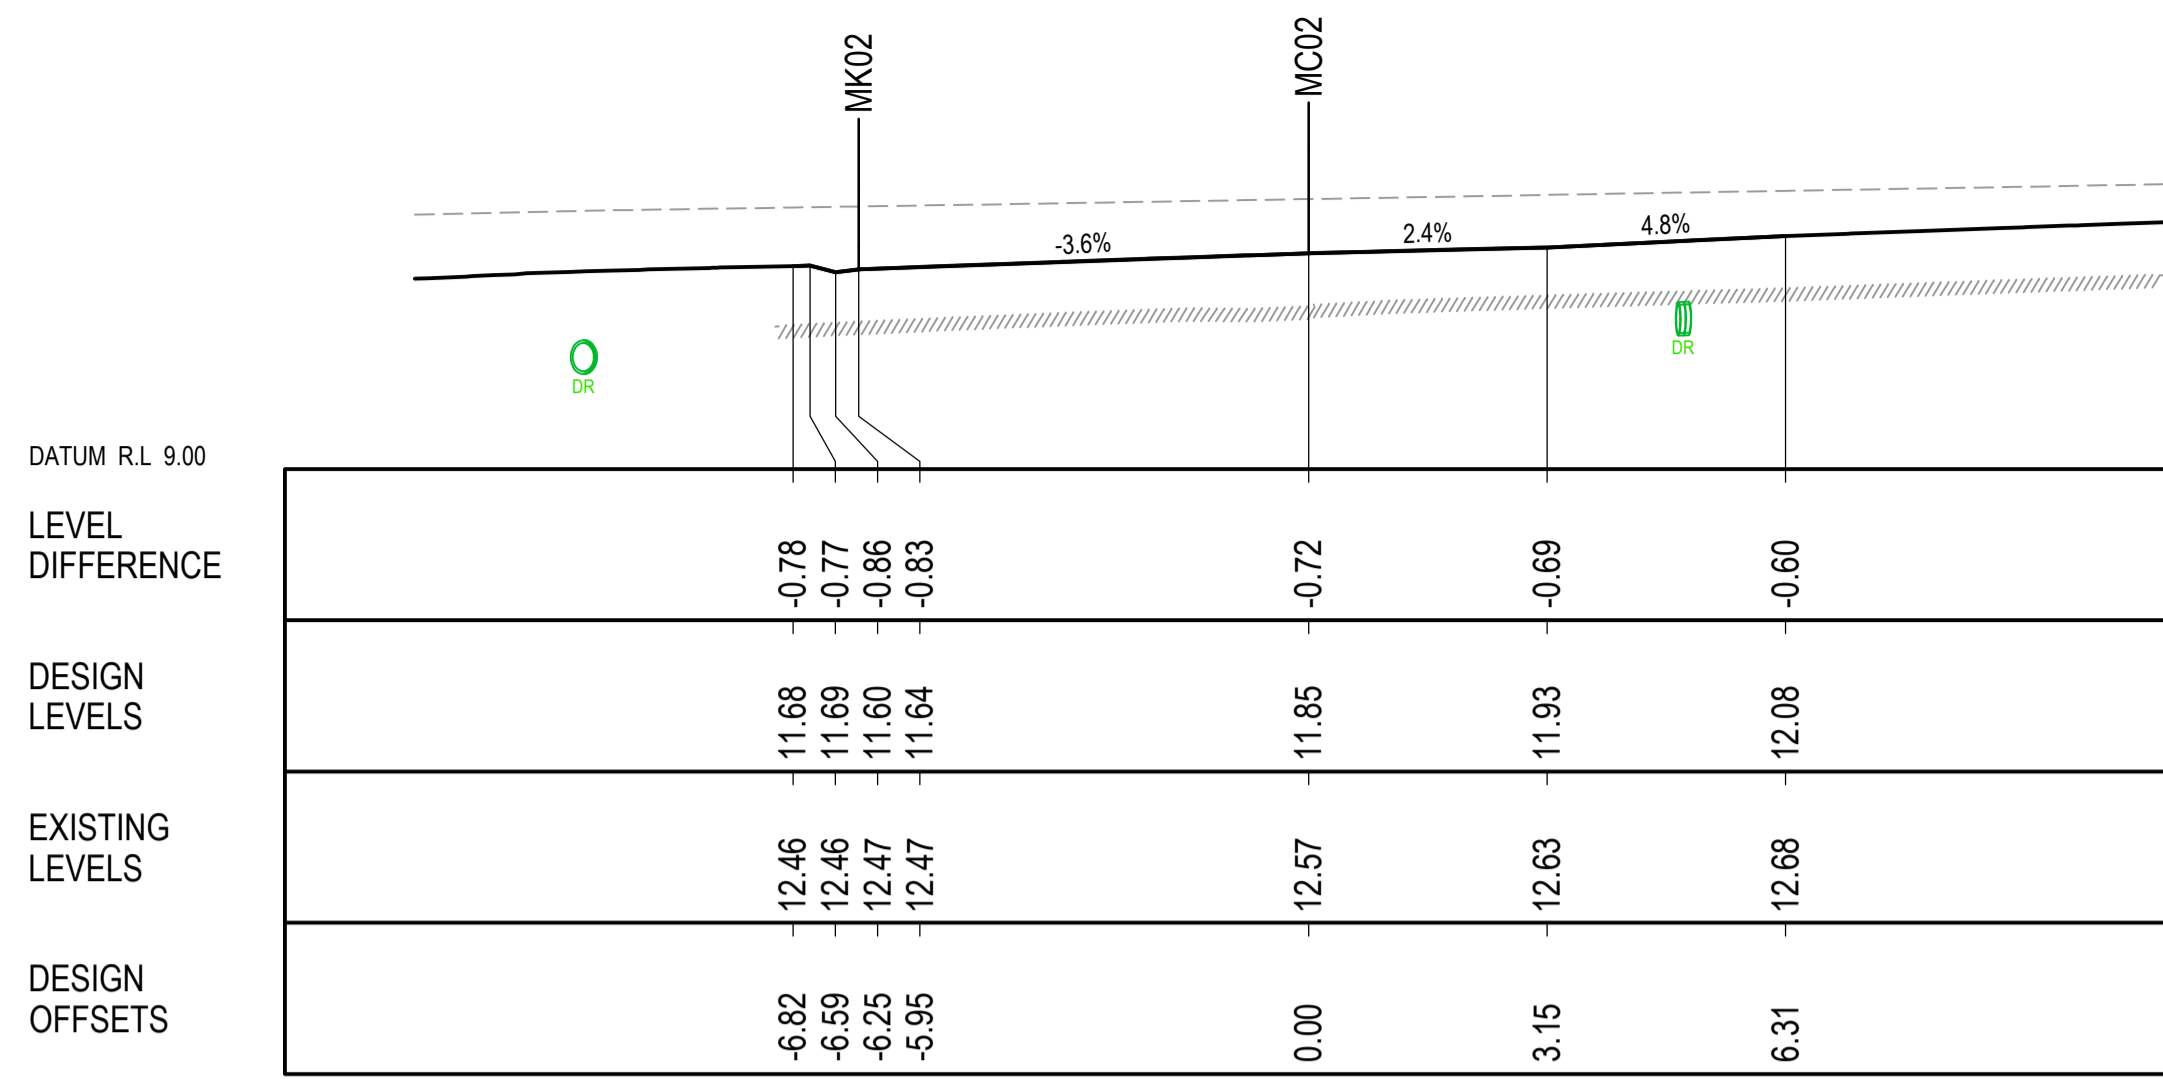 MK02
MC02
-3.6%
2.4%
4.8%
DR
DR
DATUM R.L 9.00
LEVEL
DIFFERENCE
-0.78
-0.77
-0.86
-0.83
-0.72
-0.69
-0.60
DESIGN
LEVELS
11.68
11.69
11.60
11.64
11.85
11.93
12.08
EXISTING
LEVELS
12.46
12.46
12.47
12.47
12.57
12.63
12.68
DESIGN
OFFSETS
-6.82
-6.59
-6.25
-5.95
0.00
3.15
6.31